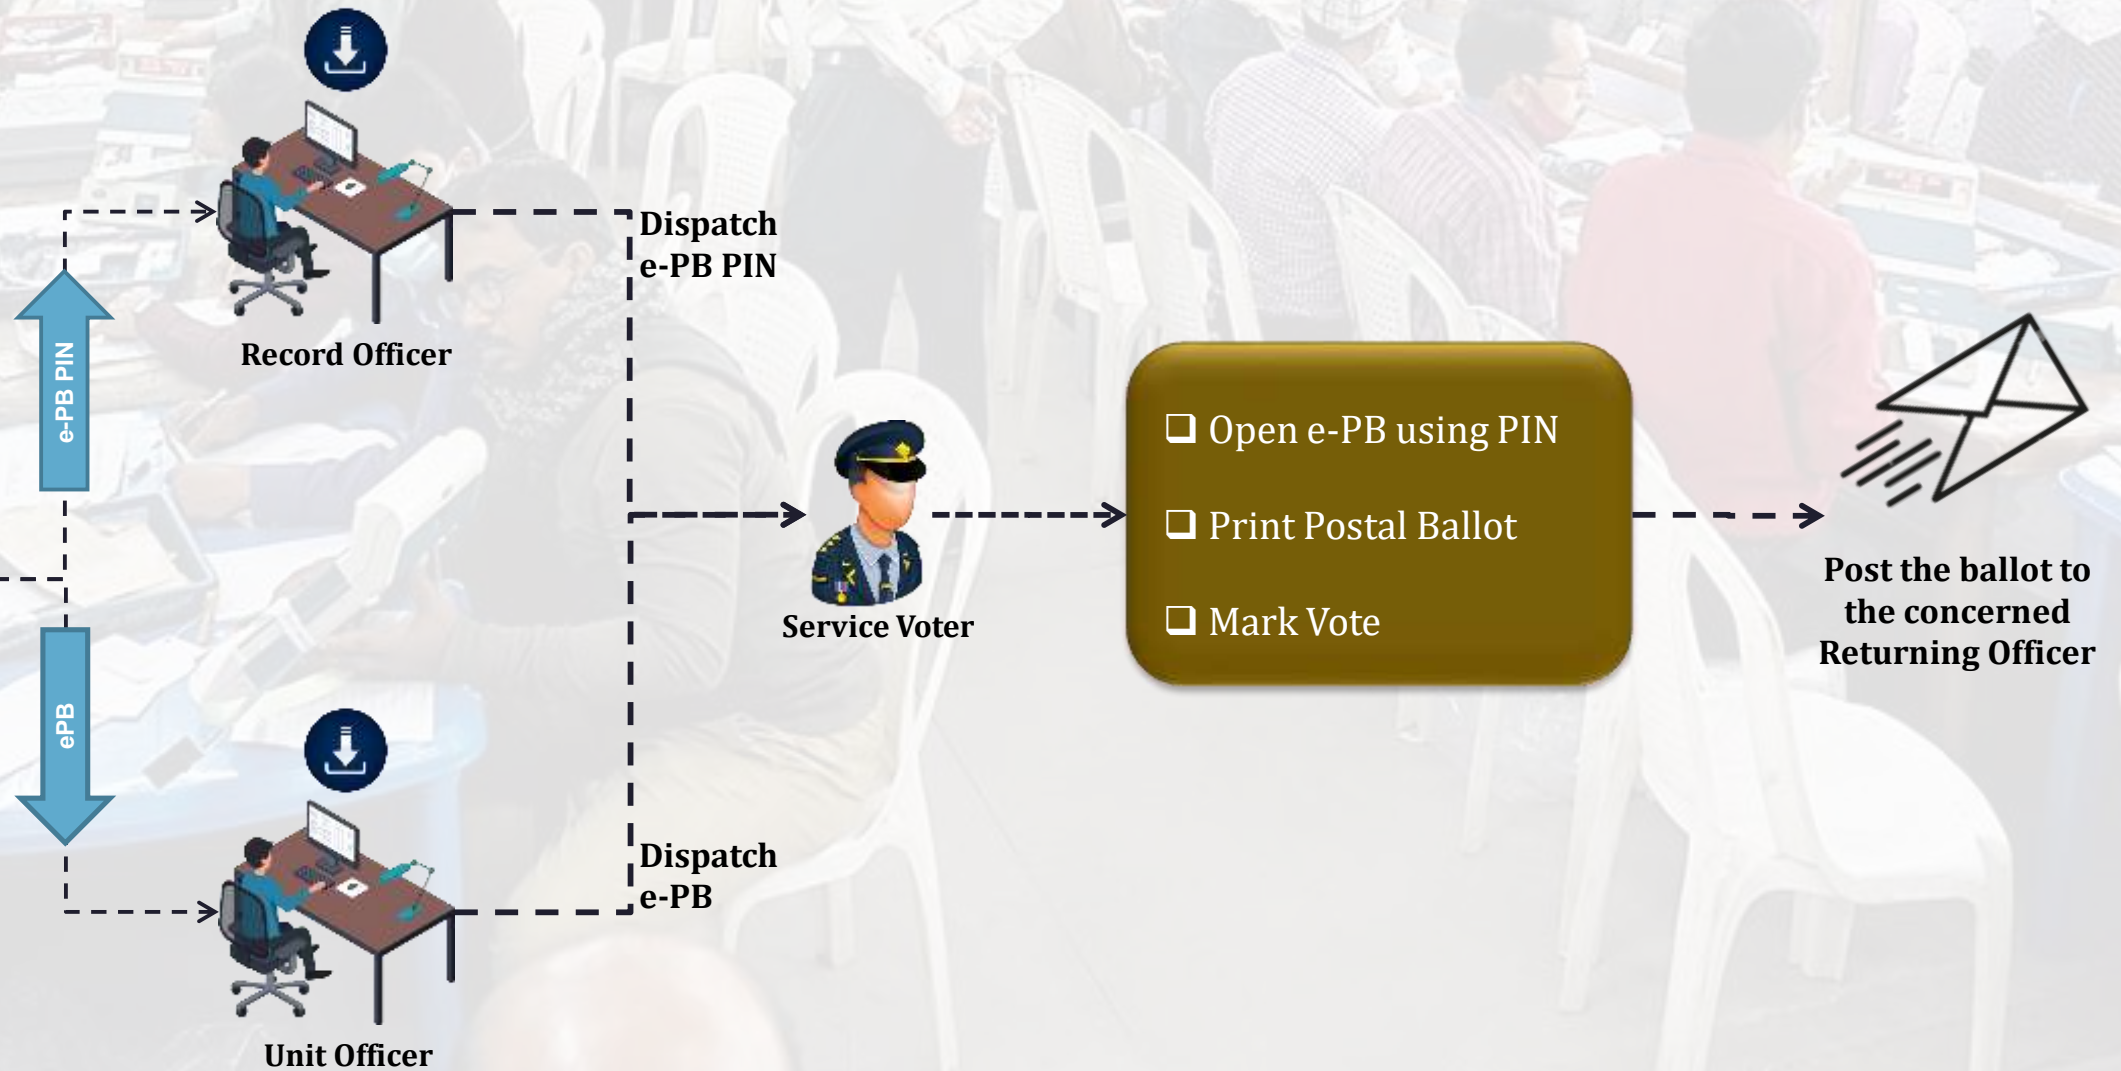 e-PB PIN
ePB
Record Officer
Unit Officer
Dispatch
e-PB PIN
Dispatch
e-PB
Service Voter
❑ Open e-PB using PIN
❑ Print Postal Ballot
❑ Mark Vote
Post the ballot to
the concerned
Returning Officer